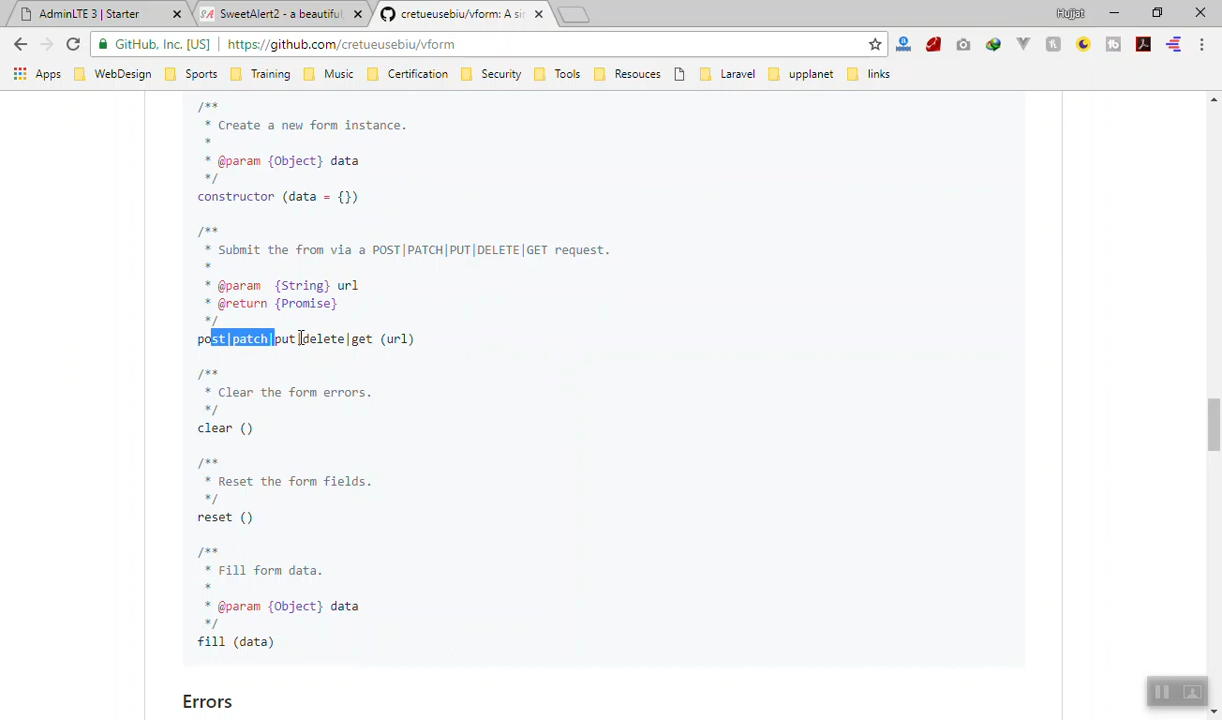 AdminLTE 3 | Starter
SweetAlert2 - a beautiful,
cretueusebiu/vform: A si
Hujjat
GitHub, Inc. [US] | https://github.com/cretueusebiu/vform
Apps WebDesign Sports Training Music Certification Security Tools Resouces Laravel upplanet links
/**
* Create a new form instance.
*
* @param {Object} data
*/
constructor (data = {})
/**
* Submit the from via a POST|PATCH|PUT|DELETE|GET request.
*
* @param {String} url
* @return {Promise}
*/
post|patch|put|delete|get (url)
/**
* Clear the form errors.
*/
clear ()
/**
* Reset the form fields.
*/
reset ()
/**
* Fill form data.
*
* @param {Object} data
*/
fill (data)
Errors